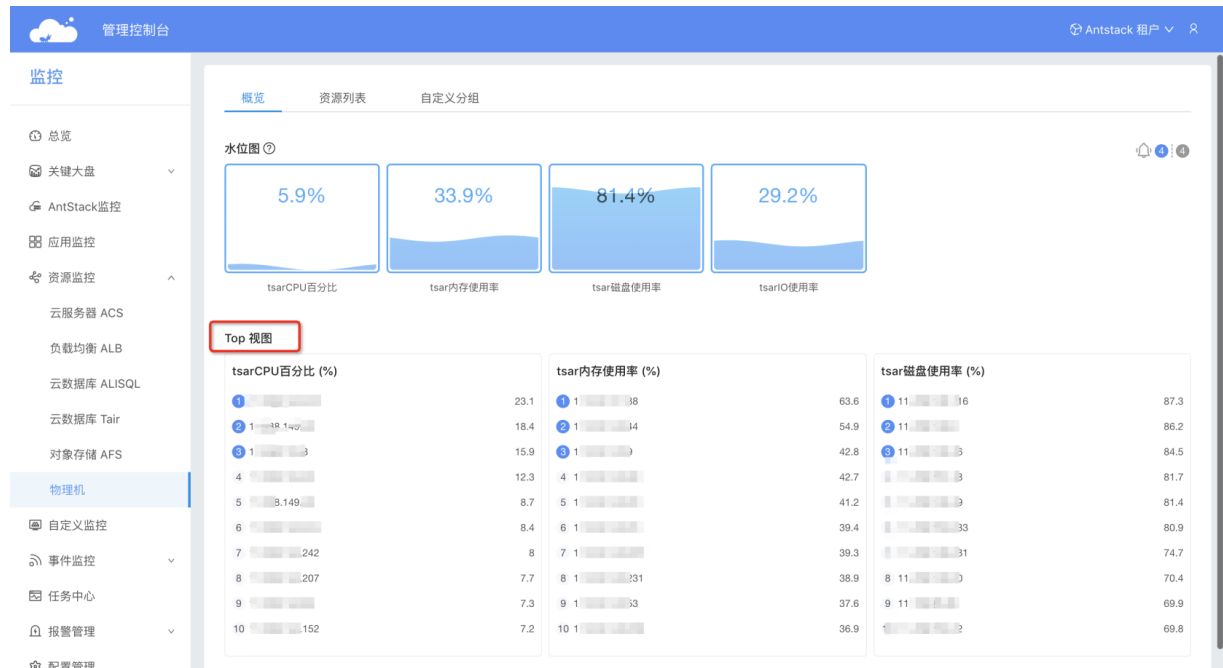 管理控制台
Antstack 租户
监控
总览
关键大盘
AntStack监控
应用监控
资源监控
云服务器 ACS
负载均衡 ALB
云数据库 ALISQL
云数据库 Tair
对象存储 AFS
物理机
自定义监控
事件监控
任务中心
报警管理
配置管理
概览 资源列表 自定义分组
水位图
4 4
5.9% 33.9% 81.4% 29.2%
tsarCPU百分比 tsar内存使用率 tsar磁盘使用率 tsarIO使用率
Top 视图
tsarCPU百分比 (%)
1 23.1
2 18.4
3 15.9
4 12.3
5 8.7
6 8.4
7 .242 8
8 .207 7.7
9 7.3
10 .152 7.2
tsar内存使用率 (%)
1 63.6
2 54.9
3 42.8
4 42.7
5 41.2
6 39.4
7 39.3
8 38.9
9 37.6
10 36.9
tsar磁盘使用率 (%)
1 87.3
2 86.2
3 84.5
81.7
81.4
80.9
74.7
8 70.4
9 69.9
69.8